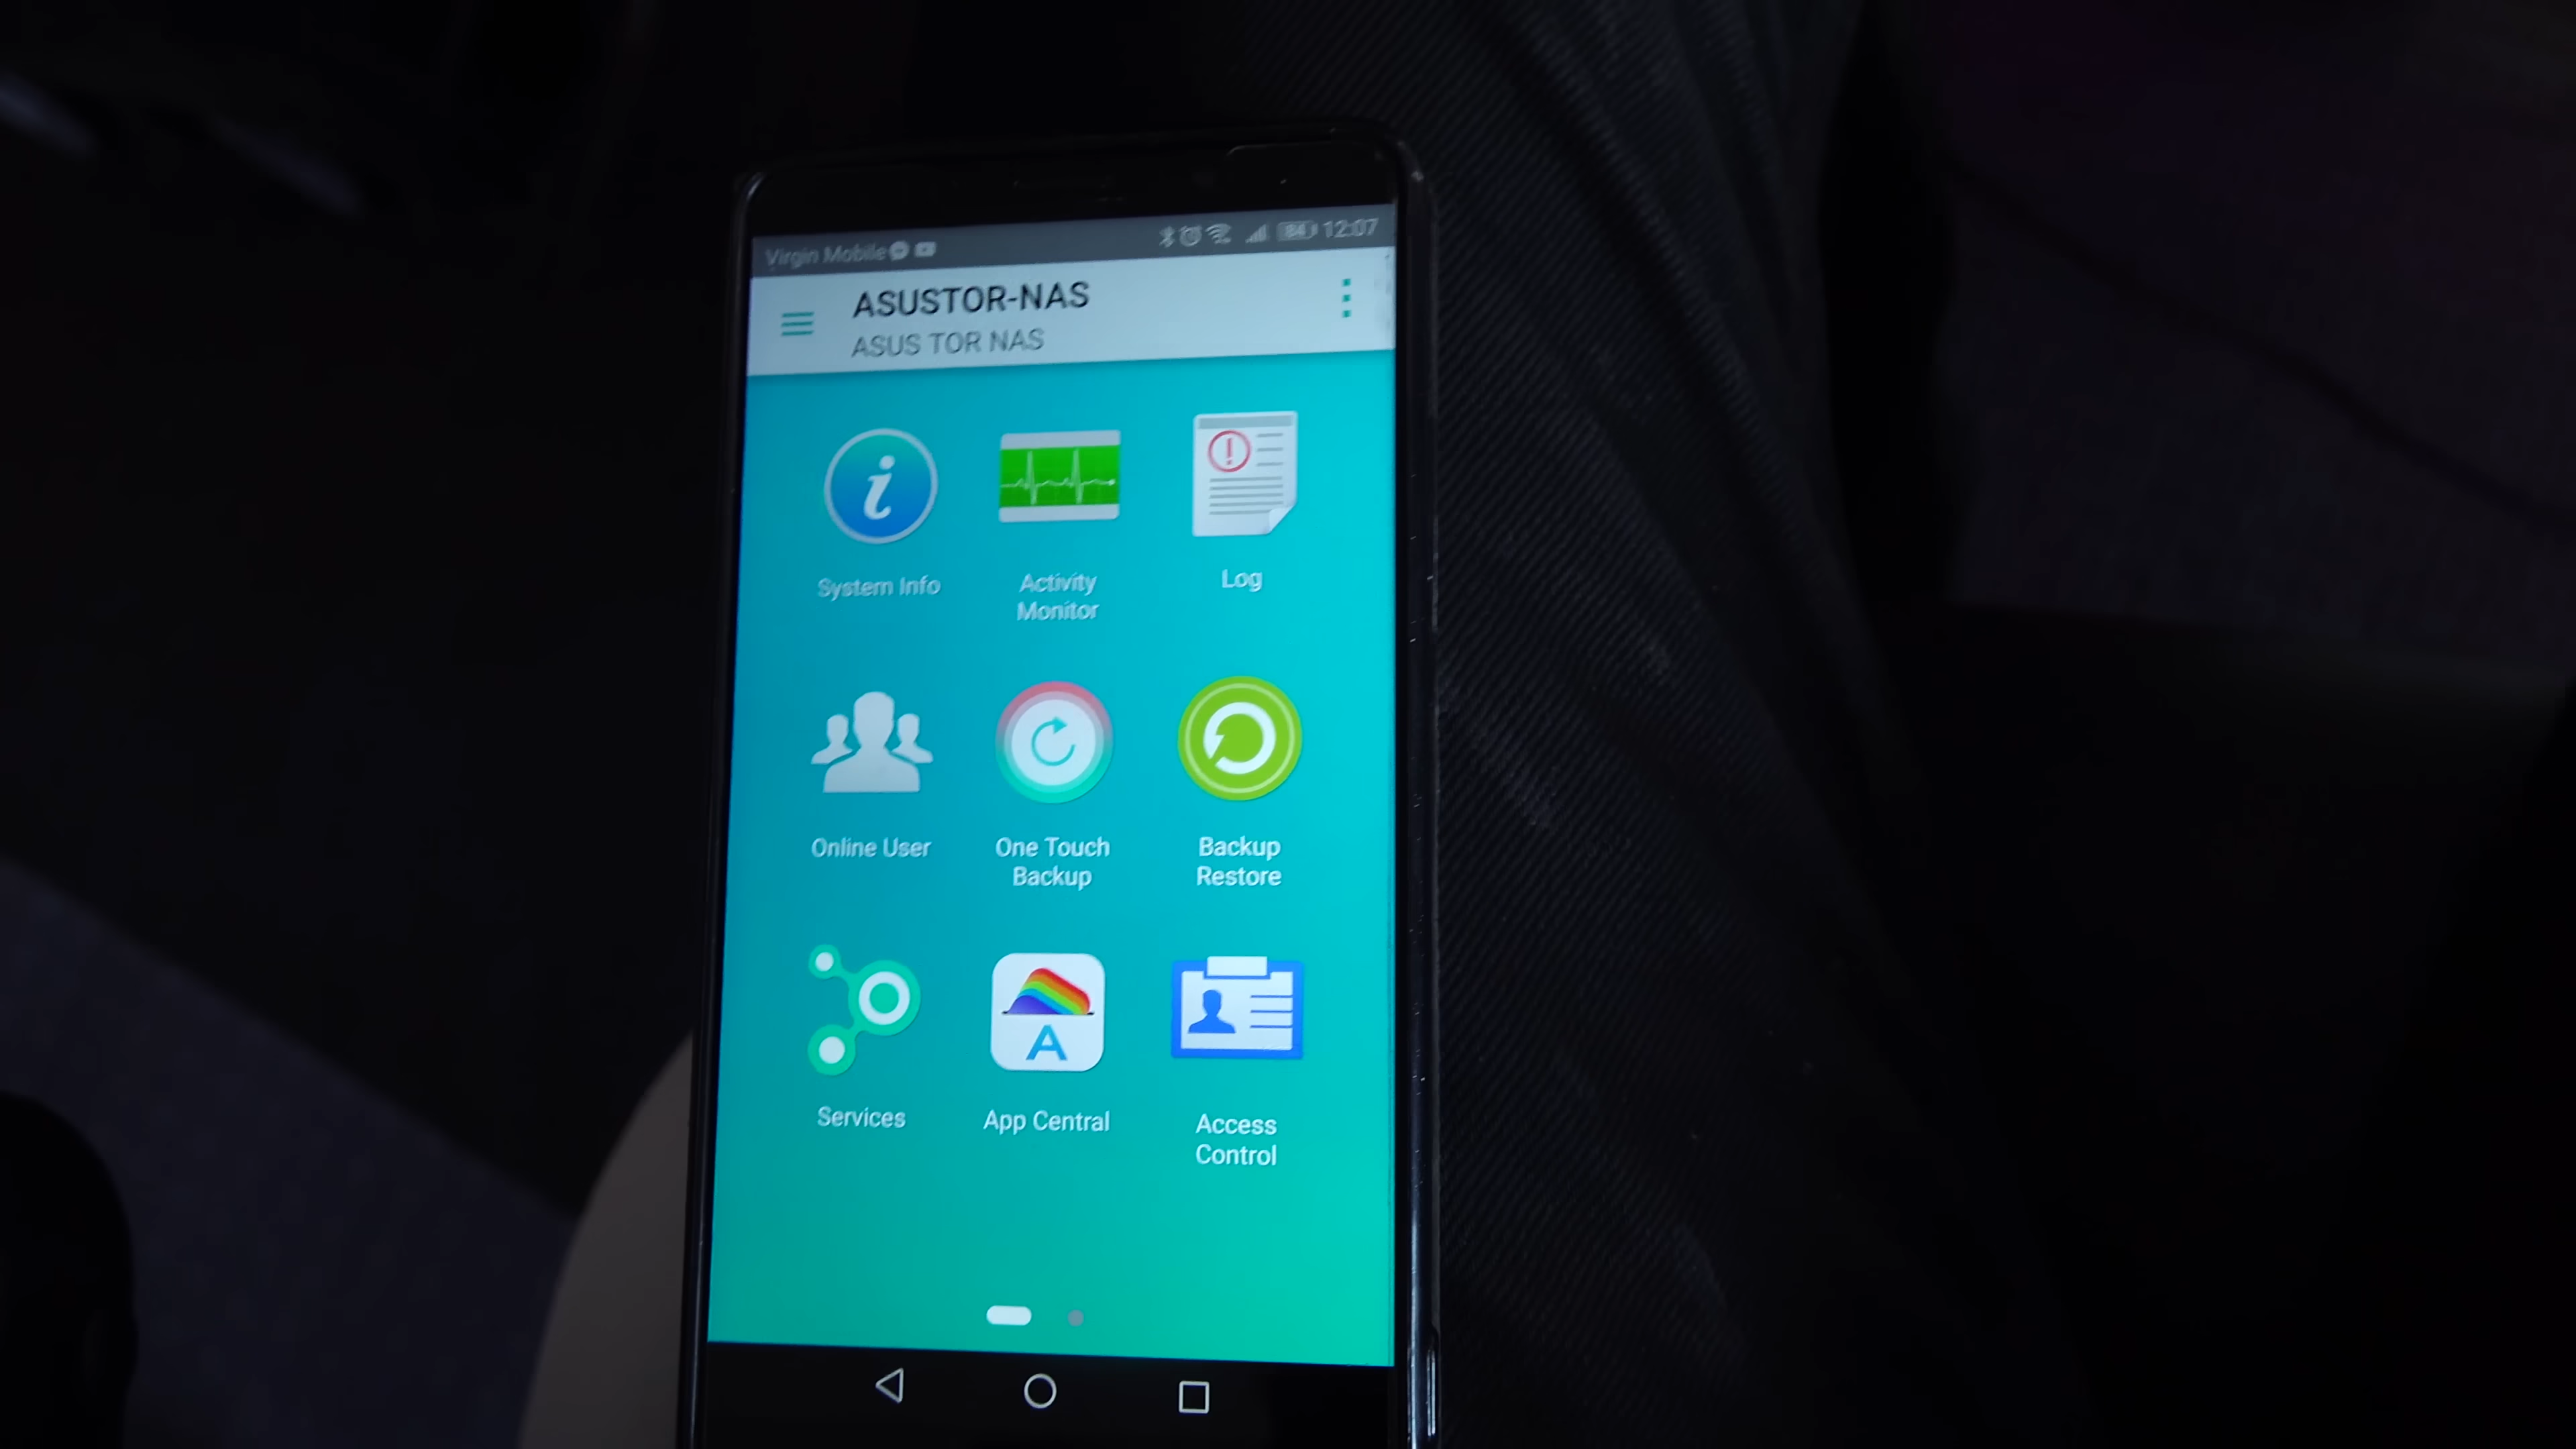 Virgin Mobile 84 12:07
ASUSTOR-NAS
ASUS TOR NAS
System Info
Activity
Monitor
Log
Online User
One Touch
Backup
Backup
Restore
Services
A
App Central
Access
Control